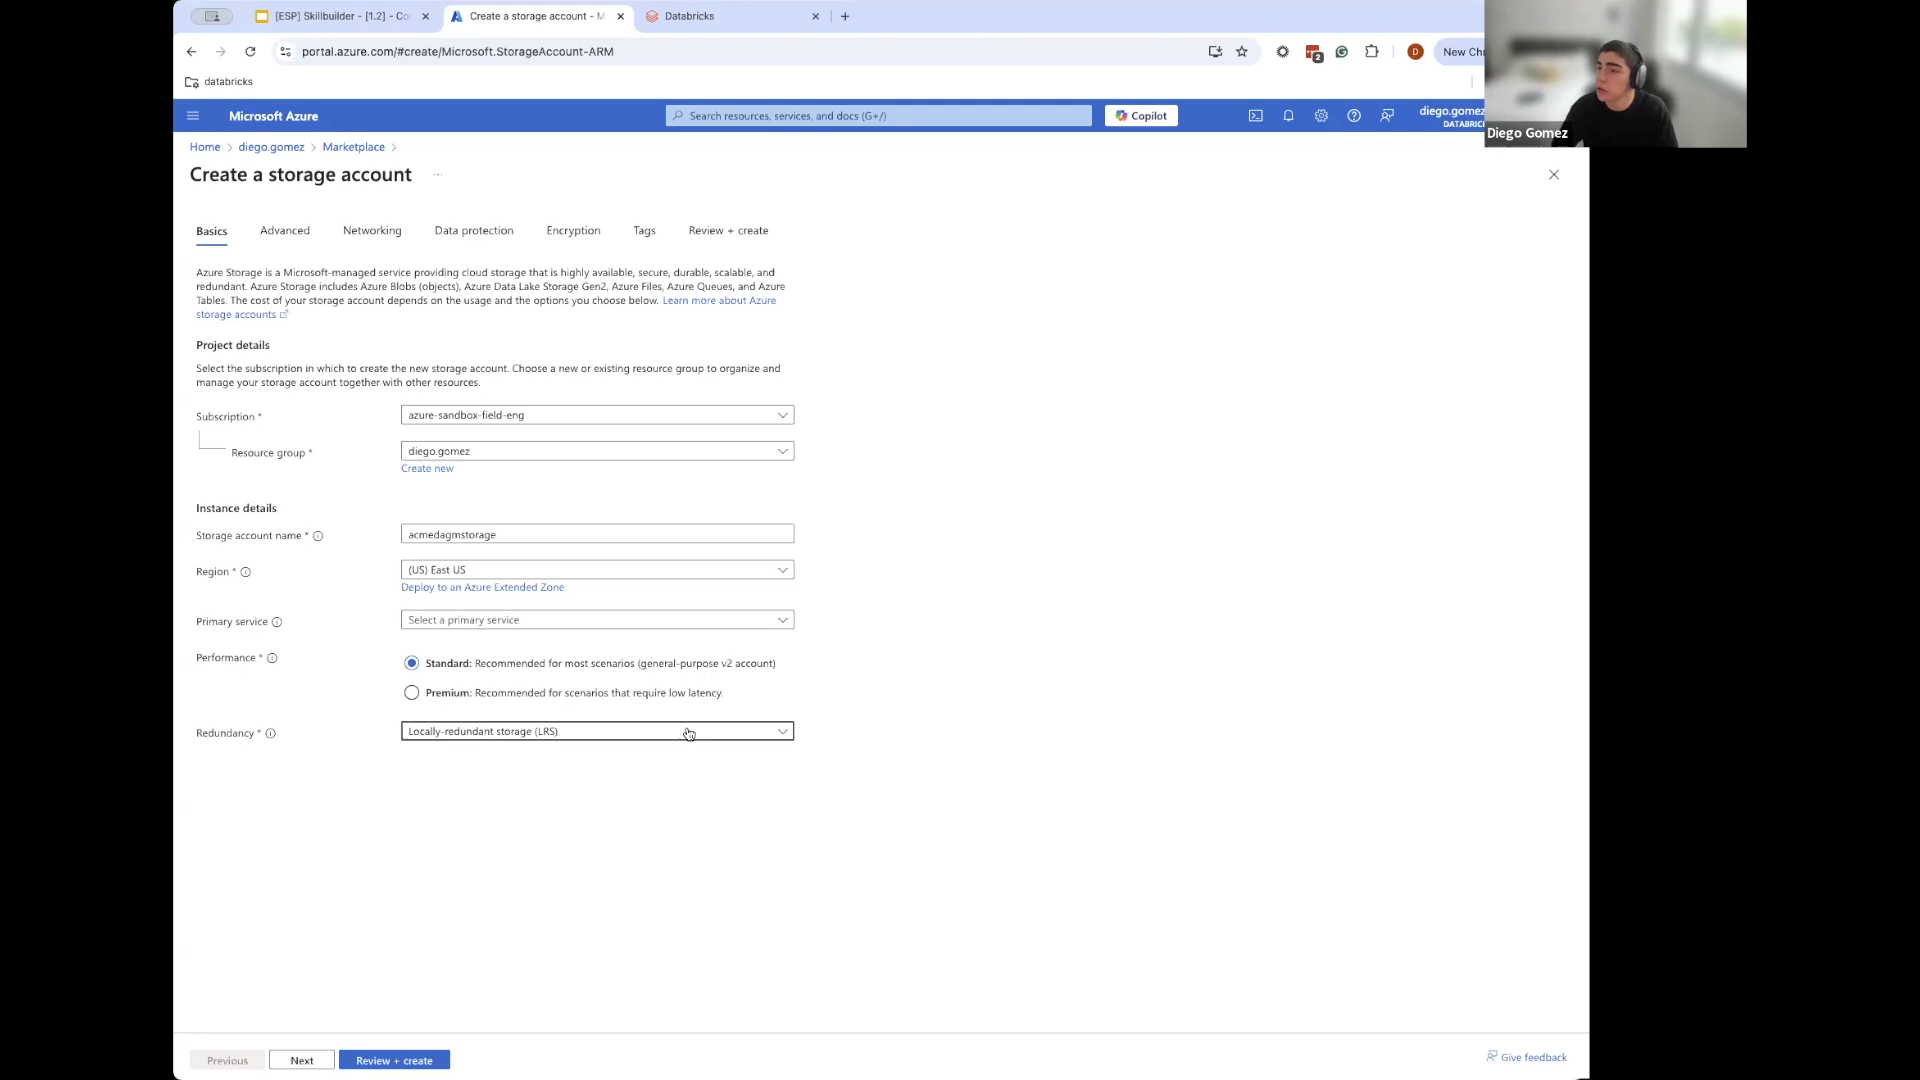 [ESP] Skillbuilder - [1.2] - Co
Create a storage account - M
Databricks
portal.azure.com/#create/Microsoft.StorageAccount-ARM
2
D
New Ch
databricks
Microsoft Azure
Search resources, services, and docs (G+/)
Copilot
diego.gomez
DATABRIC
Diego Gomez
Home > diego.gomez > Marketplace >
Create a storage account ...
Basics
Advanced
Networking
Data protection
Encryption
Tags
Review + create
Azure Storage is a Microsoft-managed service providing cloud storage that is highly available, secure, durable, scalable, and
redundant. Azure Storage includes Azure Blobs (objects), Azure Data Lake Storage Gen2, Azure Files, Azure Queues, and Azure
Tables. The cost of your storage account depends on the usage and the options you choose below. Learn more about Azure
storage accounts
Project details
Select the subscription in which to create the new storage account. Choose a new or existing resource group to organize and
manage your storage account together with other resources.
Subscription *
azure-sandbox-field-eng
Resource group *
diego.gomez
Create new
Instance details
Storage account name *
acmedagmstorage
Region *
(US) East US
Deploy to an Azure Extended Zone
Primary service
Select a primary service
Performance *
Standard: Recommended for most scenarios (general-purpose v2 account)
Premium: Recommended for scenarios that require low latency.
Redundancy *
Locally-redundant storage (LRS)
Previous
Next
Review + create
Give feedback